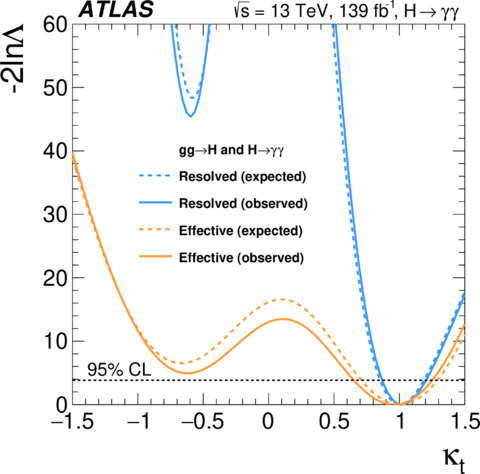 ATLAS √s = 13 TeV, 139 fb⁻¹, H→γγ
-2lnΛ
60
50
40
30
20
10
0
gg→H and H→γγ
Resolved (expected)
Resolved (observed)
Effective (expected)
Effective (observed)
95% CL
−1.5 −1 −0.5 0 0.5 1 1.5
κt